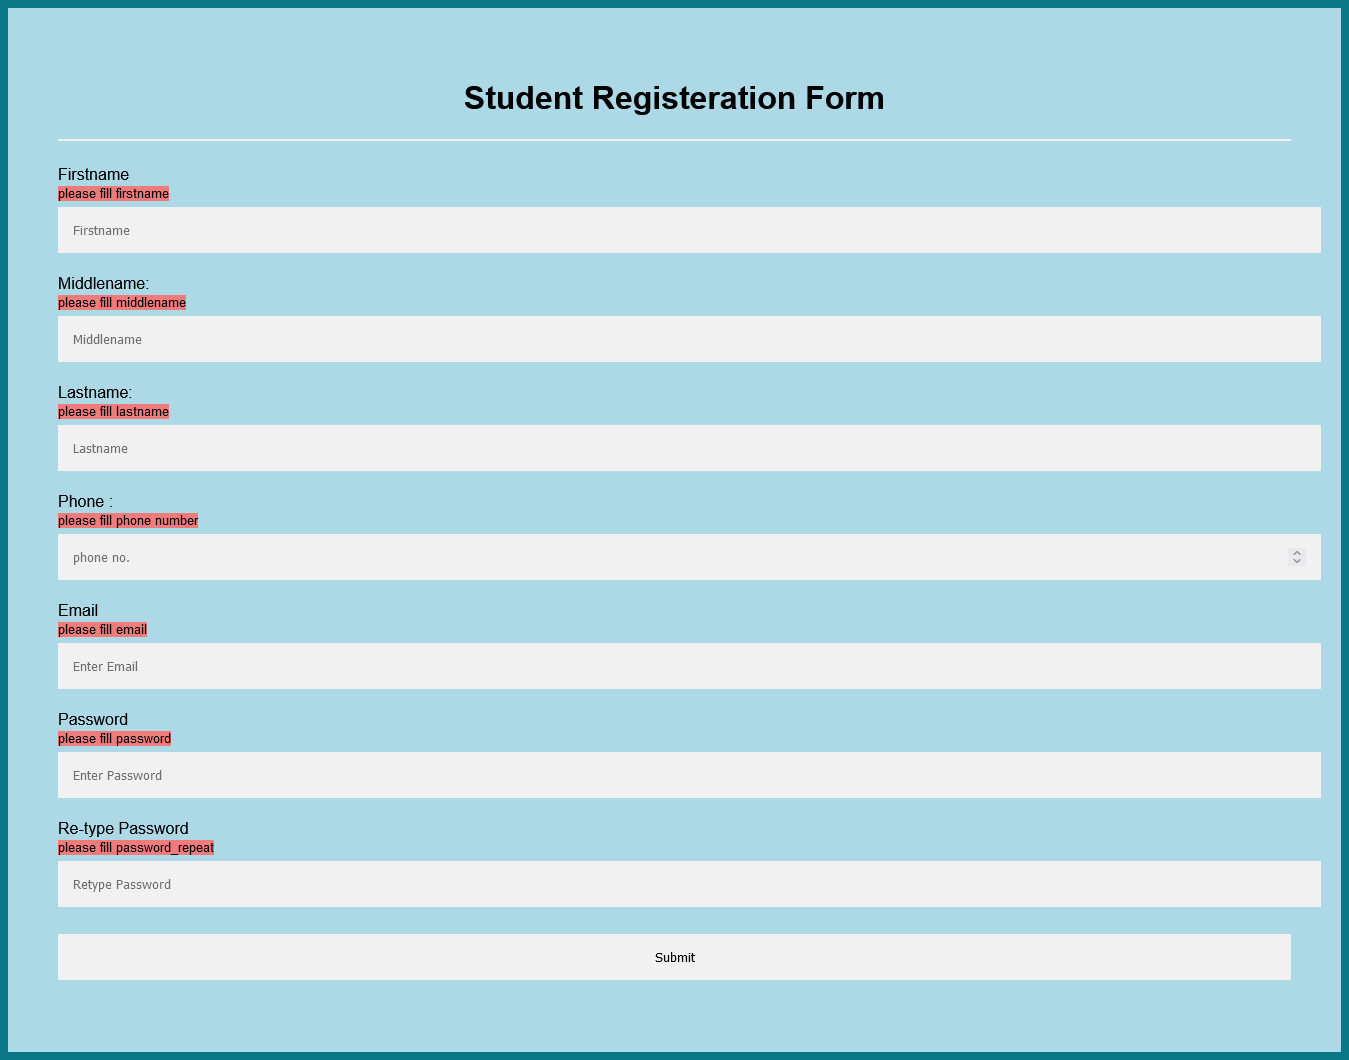 Student Registeration Form
Firstname
please fill firstname
Firstname
Middlename:
please fill middlename
Middlename
Lastname:
please fill lastname
Lastname
Phone :
please fill phone number
phone no.
Email
please fill email
Enter Email
Password
please fill password
Enter Password
Re-type Password
please fill password_repeat
Retype Password
Submit